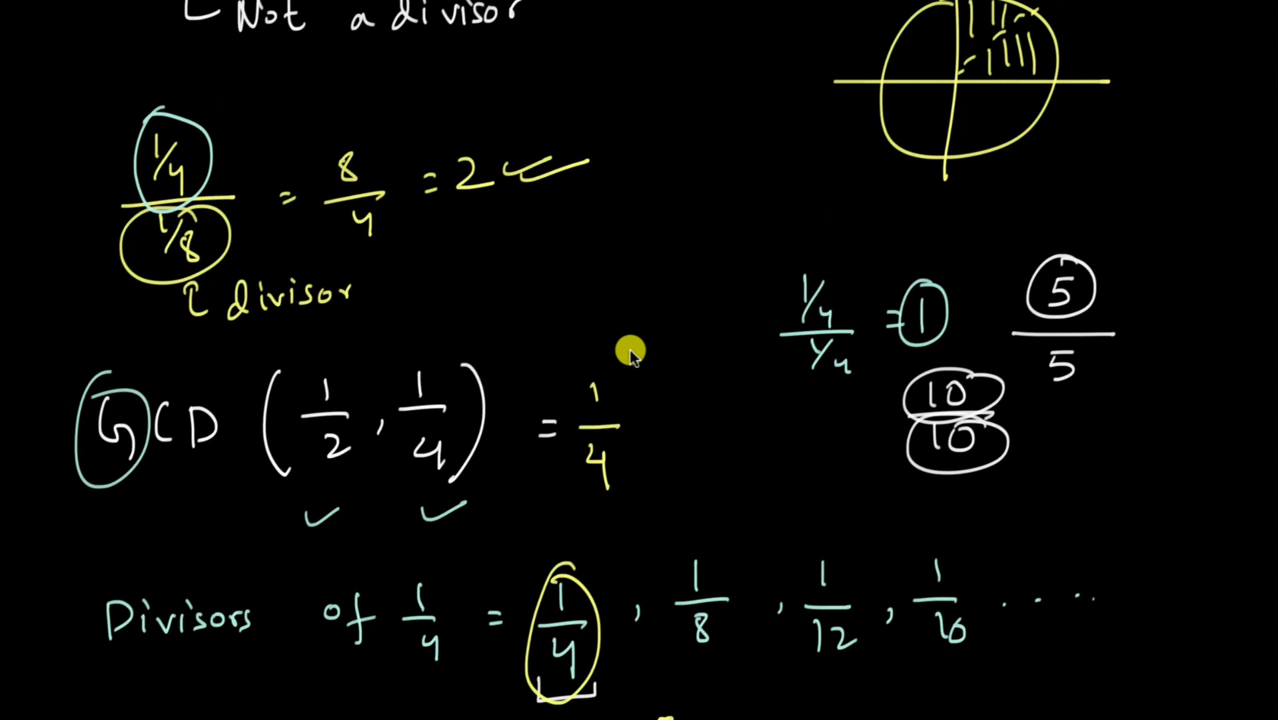 Not a divisor
1/4 / 1/8 = 8/4 = 2
divisor
1/4 / 1/4 = 1 5/5
10/10
GCD (1/2, 1/4) = 1/4
Divisors of 1/4 = 1/4, 1/8, 1/12, 1/16 ....